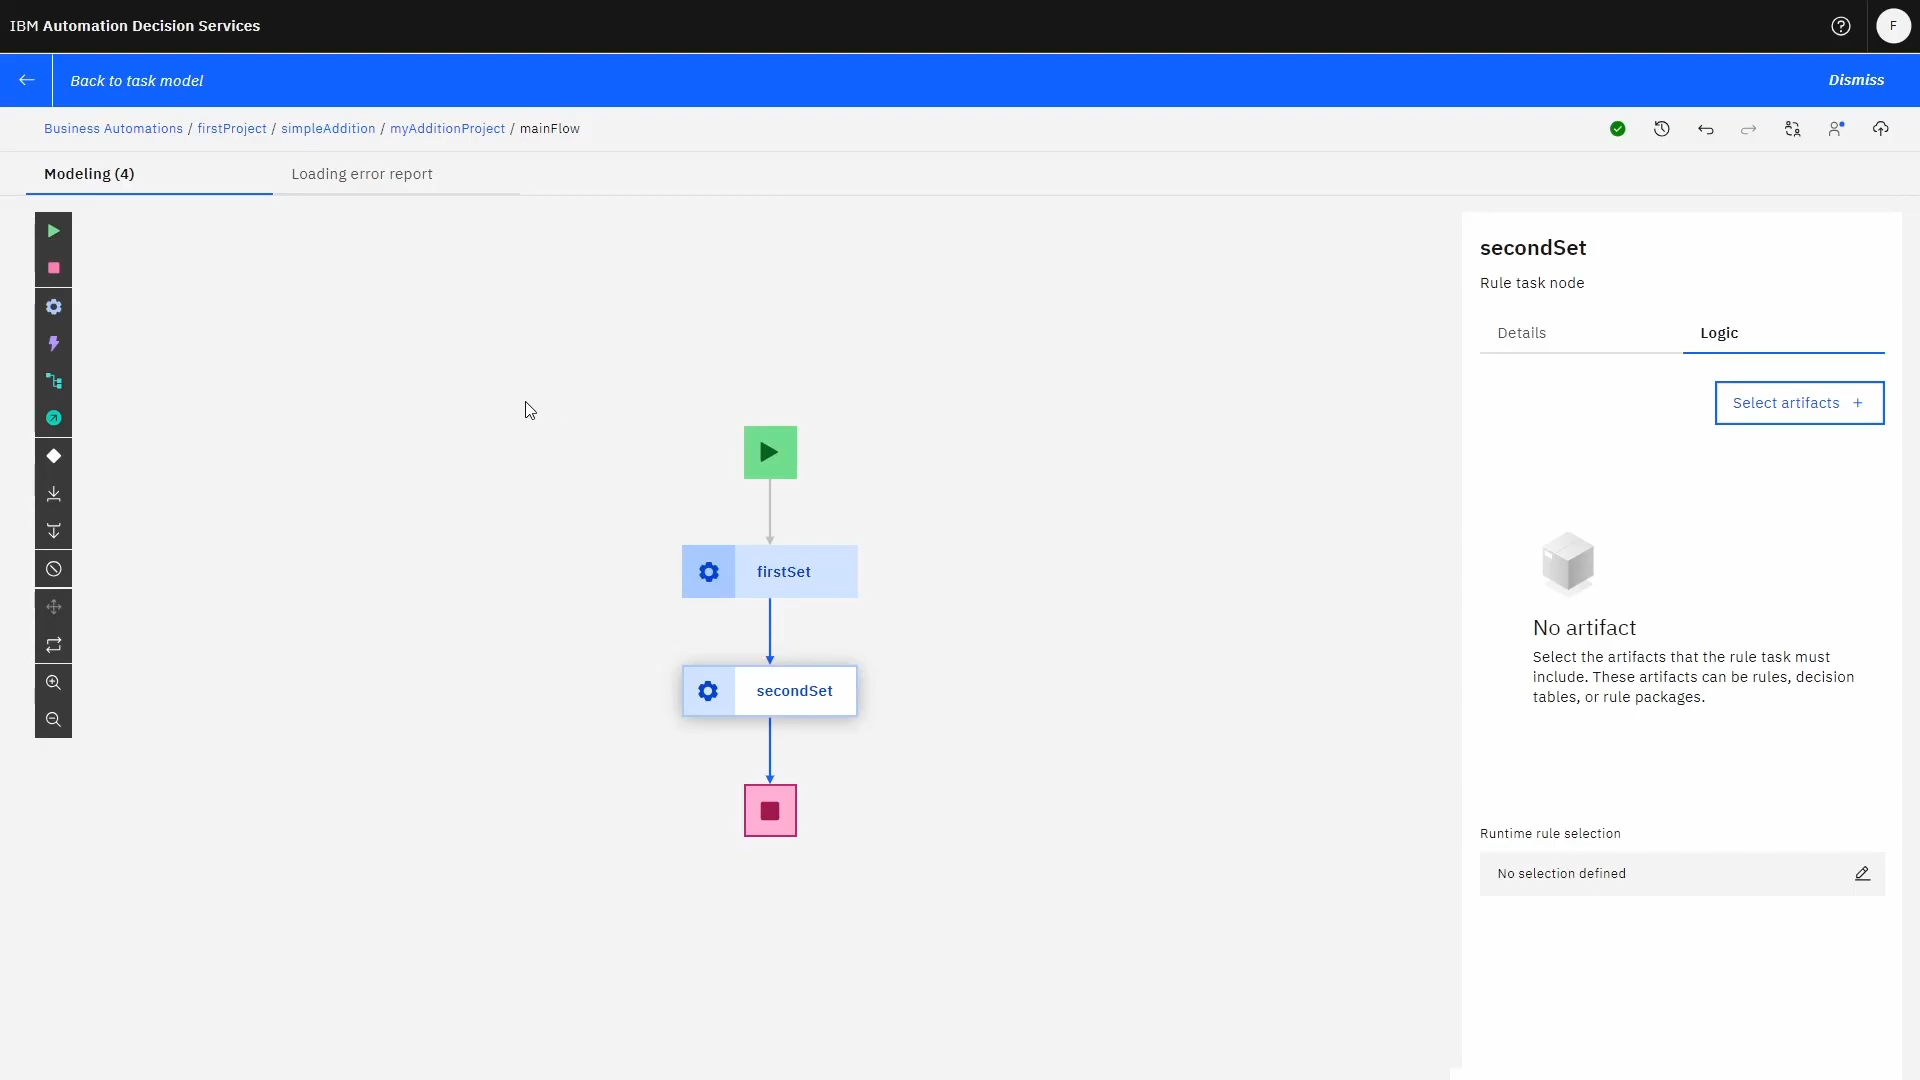 IBM Automation Decision Services
F
Back to task model
Dismiss
Business Automations / firstProject / simpleAddition / myAdditionProject / mainFlow
Modeling (4)
Loading error report
secondSet
Rule task node
Details
Logic
Select artifacts +
firstSet
secondSet
No artifact
Select the artifacts that the rule task must
include. These artifacts can be rules, decision
tables, or rule packages.
Runtime rule selection
No selection defined